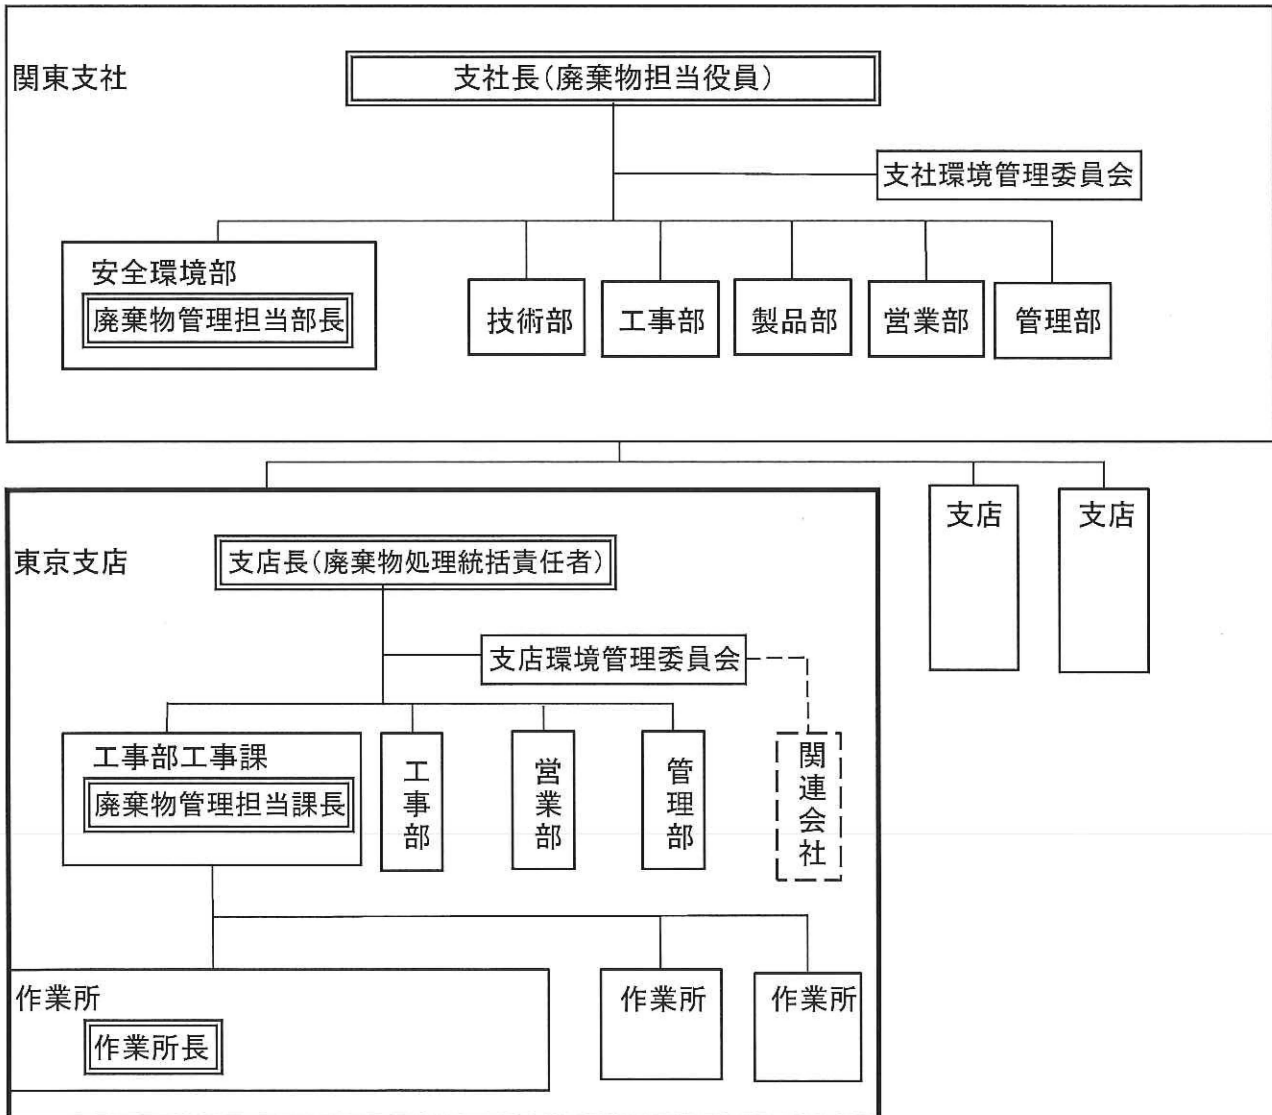 関東支社
支社長(廃棄物担当役員)
支社環境管理委員会
安全環境部
廃棄物管理担当部長
技術部
工事部
製品部
営業部
管理部
支店
支店
東京支店
支店長(廃棄物処理統括責任者)
支店環境管理委員会
工事部工事課
廃棄物管理担当課長
工事部
営業部
管理部
関連会社
作業所
作業所長
作業所
作業所